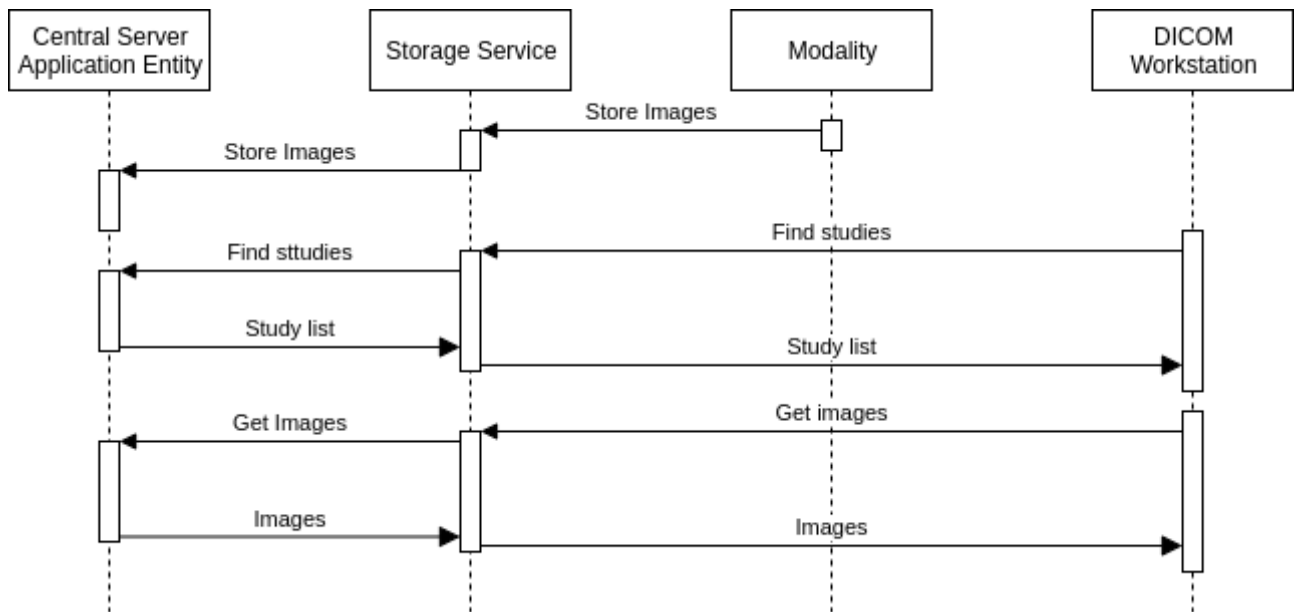 Central Server
Application Entity
Storage Service
Modality
DICOM
Workstation
Store Images
Store Images
Find studies
Find sttudies
Study list
Study list
Get images
Get Images
Images
Images